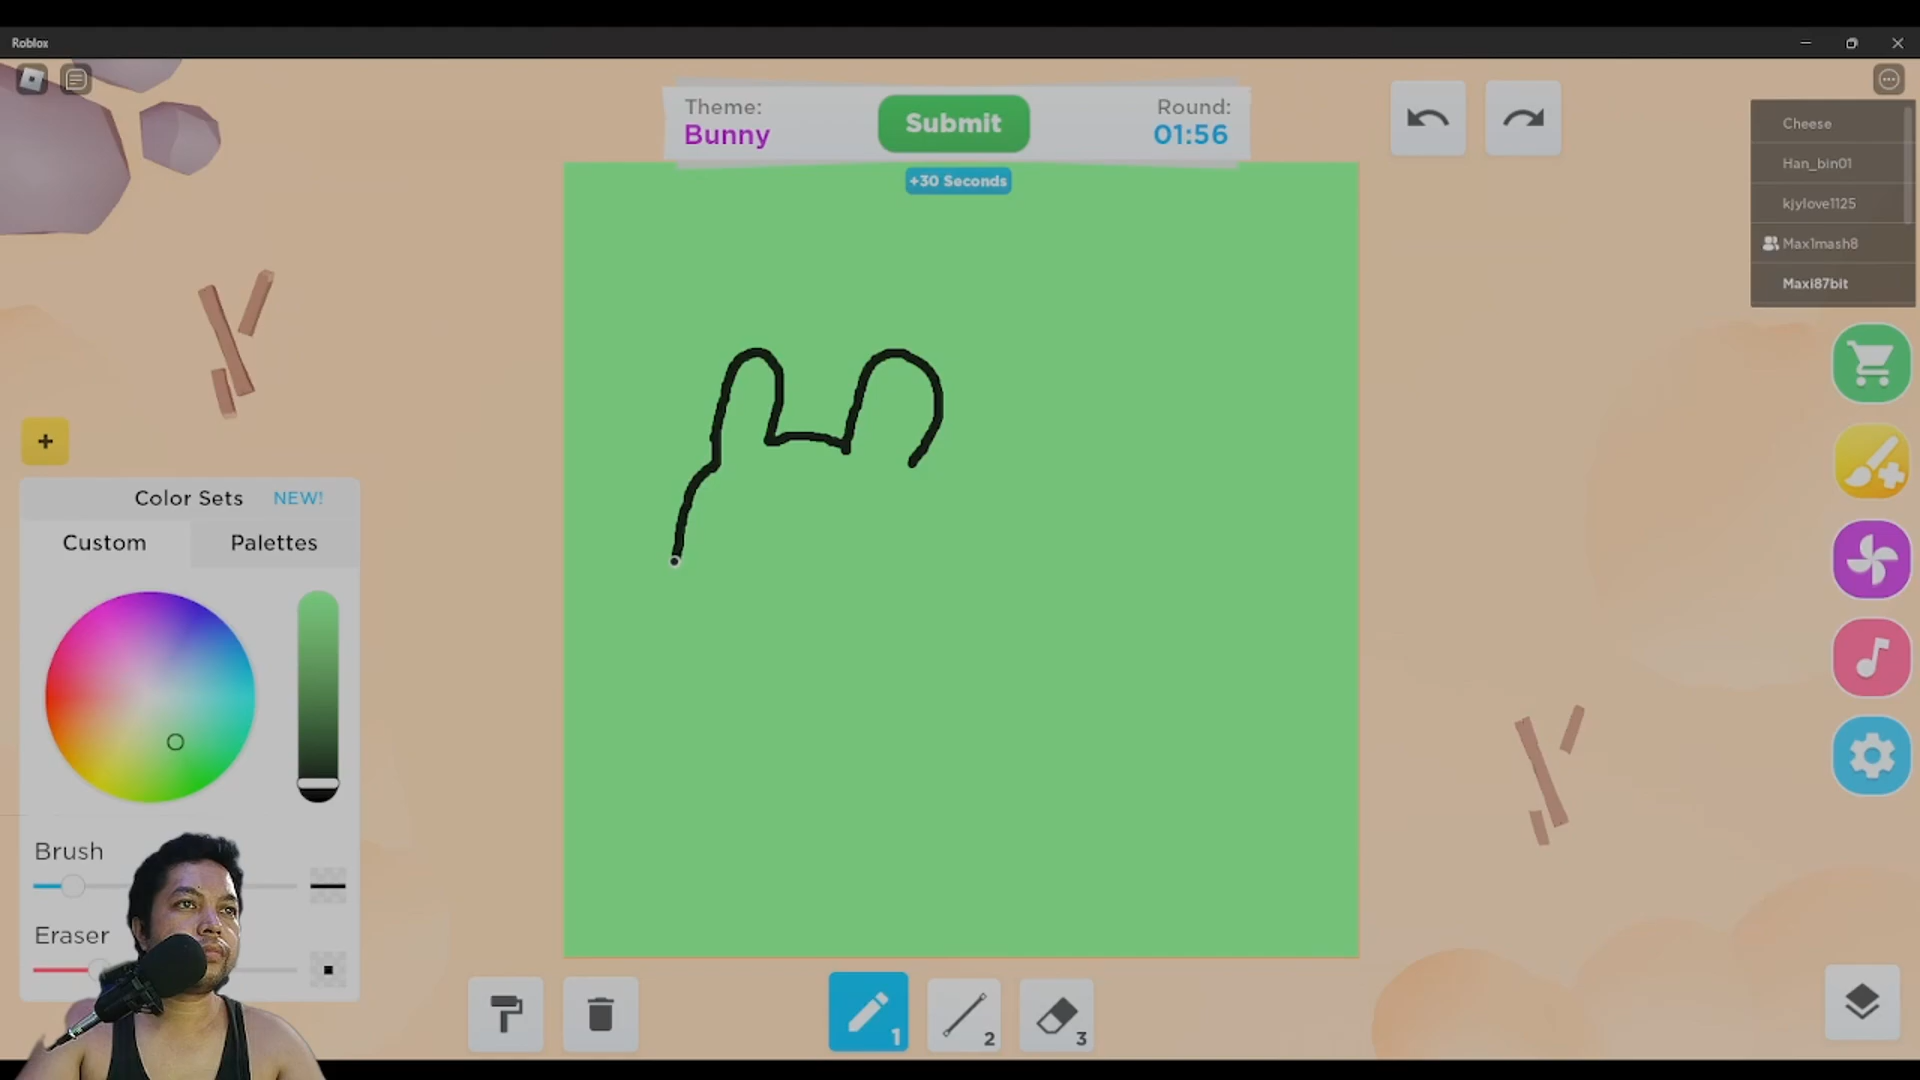 Roblox
Theme:
Bunny
Submit
Round:
01:56
+30 Seconds
Cheese
Han_bin01
kjylove1125
Max1mash8
Maxi87bit
+
Color Sets NEW!
Custom
Palettes
Brush
Eraser
1
2
3